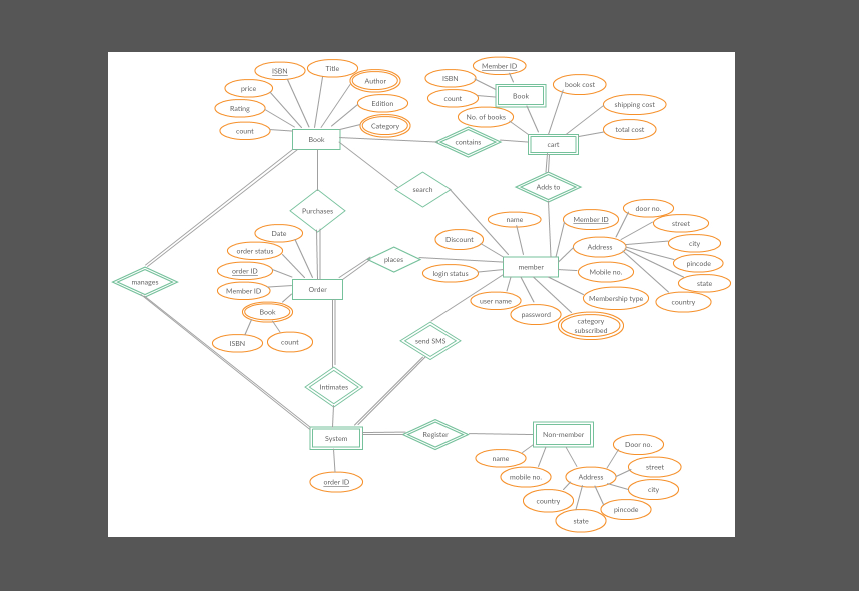 Member ID
ISBN
Title
ISBN
Author
book cost
price
Book
count
Edition
shipping cost
Rating
No. of books
Category
total cost
count
Book
contains
cart
search
Adds to
Purchases
name
Member ID
door no.
street
Date
IDiscount
Address
city
order status
places
pincode
order ID
login status
member
Mobile no.
state
manages
Member ID
Order
user name
Membership type
country
Book
password
category
subscribed
ISBN
count
send SMS
Intimates
System
Register
Non-member
Door no.
name
street
mobile no.
Address
order ID
city
country
pincode
state